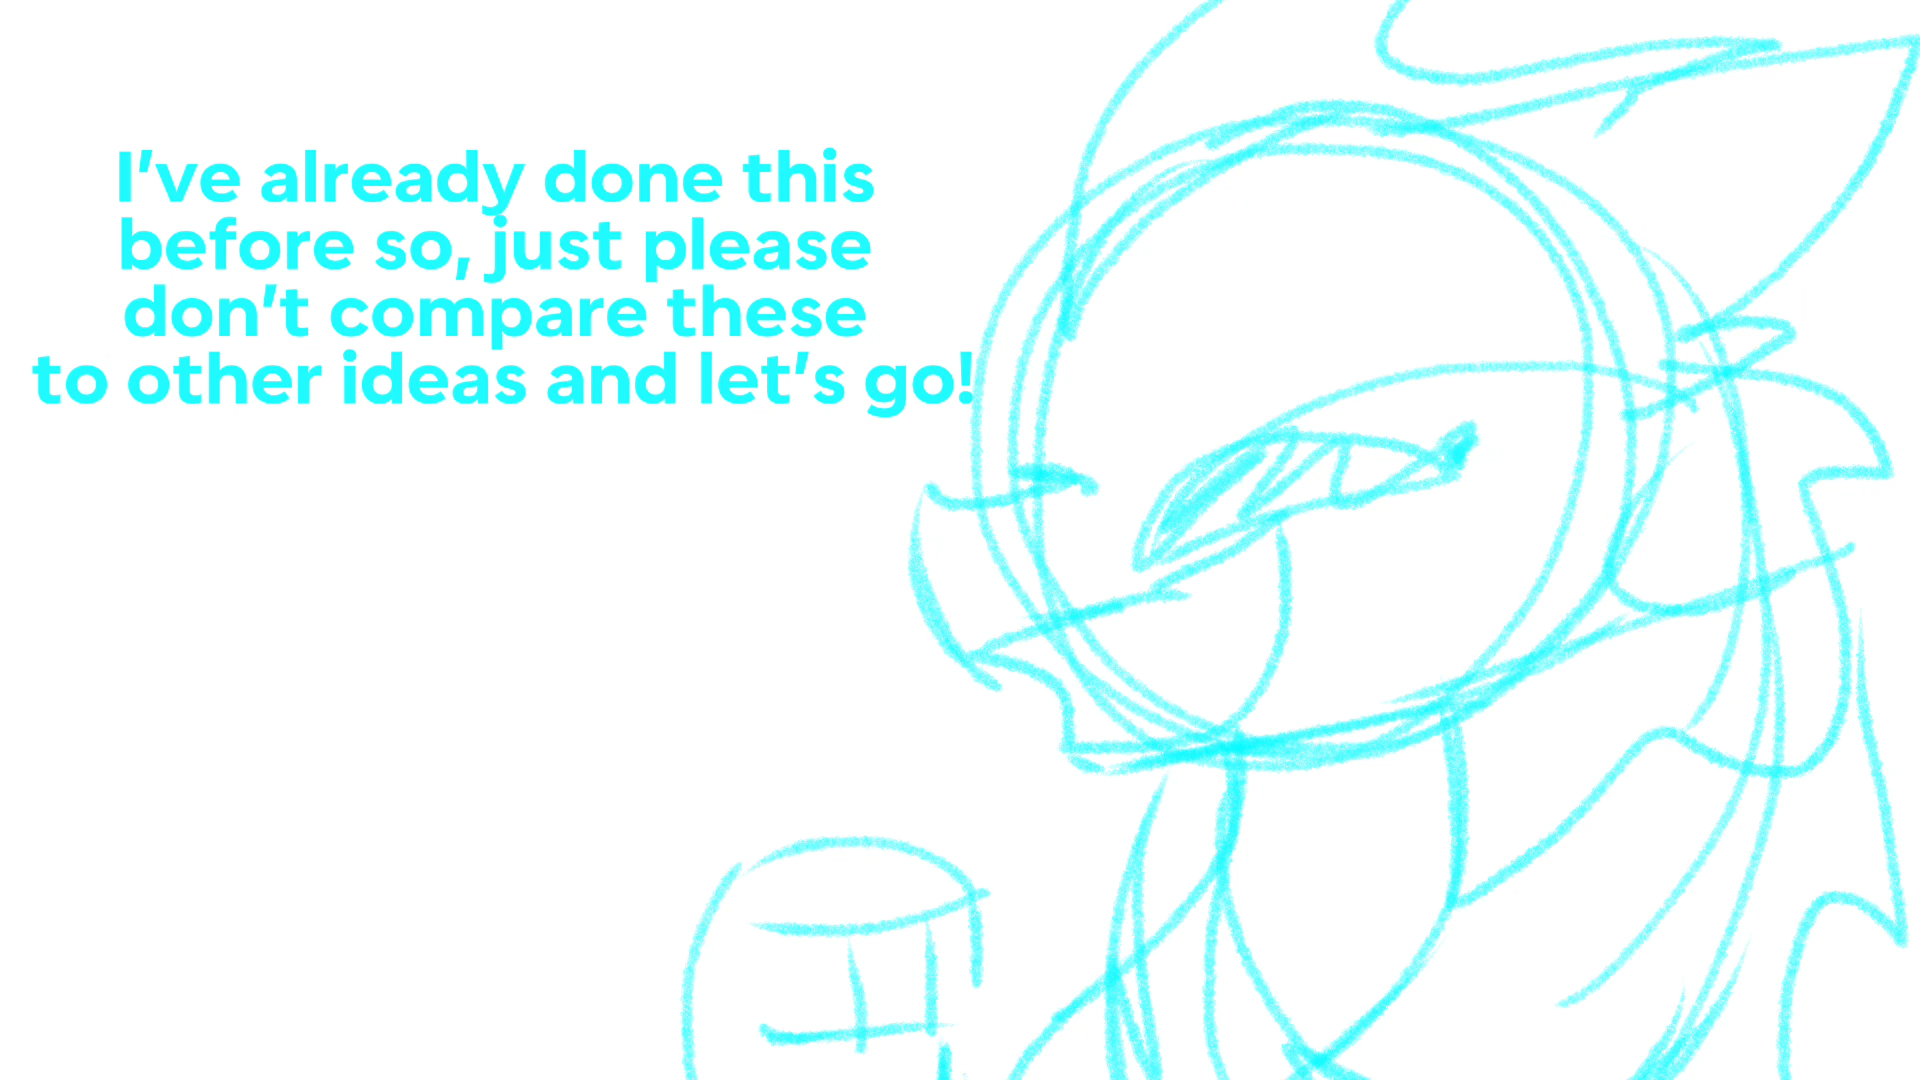 I've already done this
before so, just please
don't compare these
to other ideas and let's go!